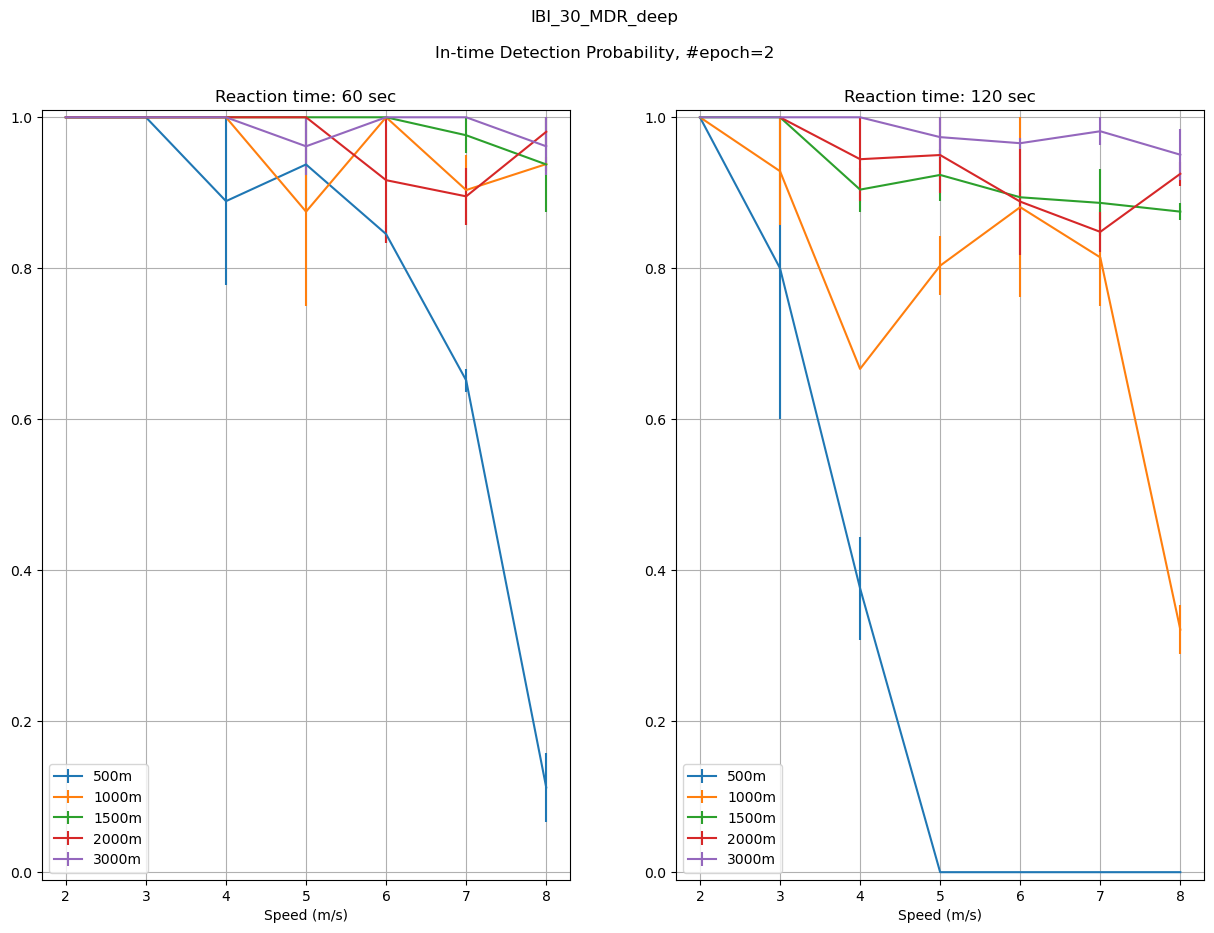 IBI_30_MDR_deep
In-time Detection Probability, #epoch=2
Reaction time: 60 sec
1.0
0.8
0.6
0.4
0.2
0.0
500m
1000m
1500m
2000m
3000m
2 3 4 5 6 7 8
Speed (m/s)
Reaction time: 120 sec
1.0
0.8
0.6
0.4
0.2
0.0
500m
1000m
1500m
2000m
3000m
2 3 4 5 6 7 8
Speed (m/s)